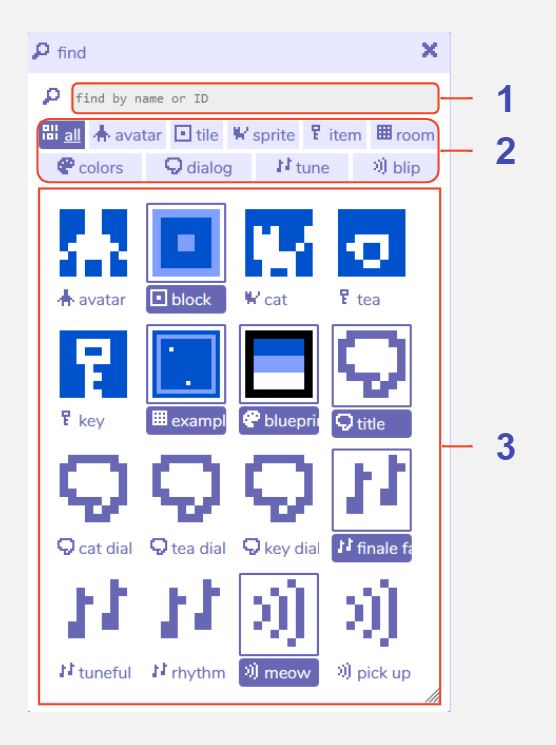 find
find by name or ID
1
all avatar tile sprite item room
2
colors dialog tune blip
avatar block cat tea
key exampl blueprin title
3
cat dial tea dial key dial finale fa
tuneful rhythm meow pick up